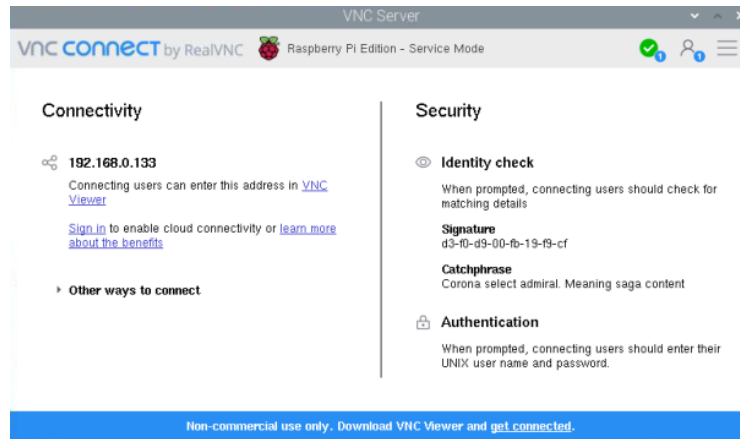 VNC Server
VNC CONNECT by RealVNC Raspberry Pi Edition - Service Mode
1 1
Connectivity
192.168.0.133
Connecting users can enter this address in VNC
Viewer
Sign in to enable cloud connectivity or learn more
about the benefits
Other ways to connect
Security
Identity check
When prompted, connecting users should check for
matching details
Signature
d3-f0-d9-00-fb-19-f9-cf
Catchphrase
Corona select admiral. Meaning saga content
Authentication
When prompted, connecting users should enter their
UNIX user name and password.
Non-commercial use only. Download VNC Viewer and get connected.